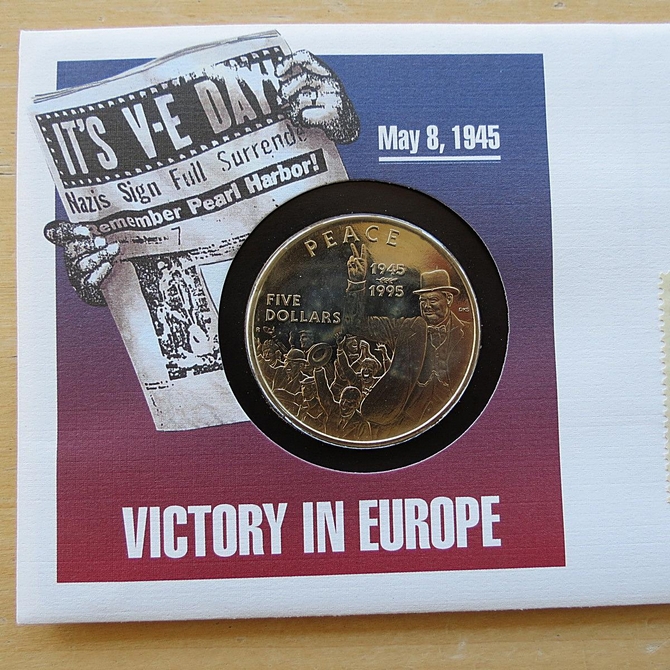 IT'S V-E DAY!
Nazis Sign Full Surrende
Remember Pearl Harbor!
7
May 8, 1945
PEACE
1945
1995
FIVE
DOLLARS
VICTORY IN EUROPE